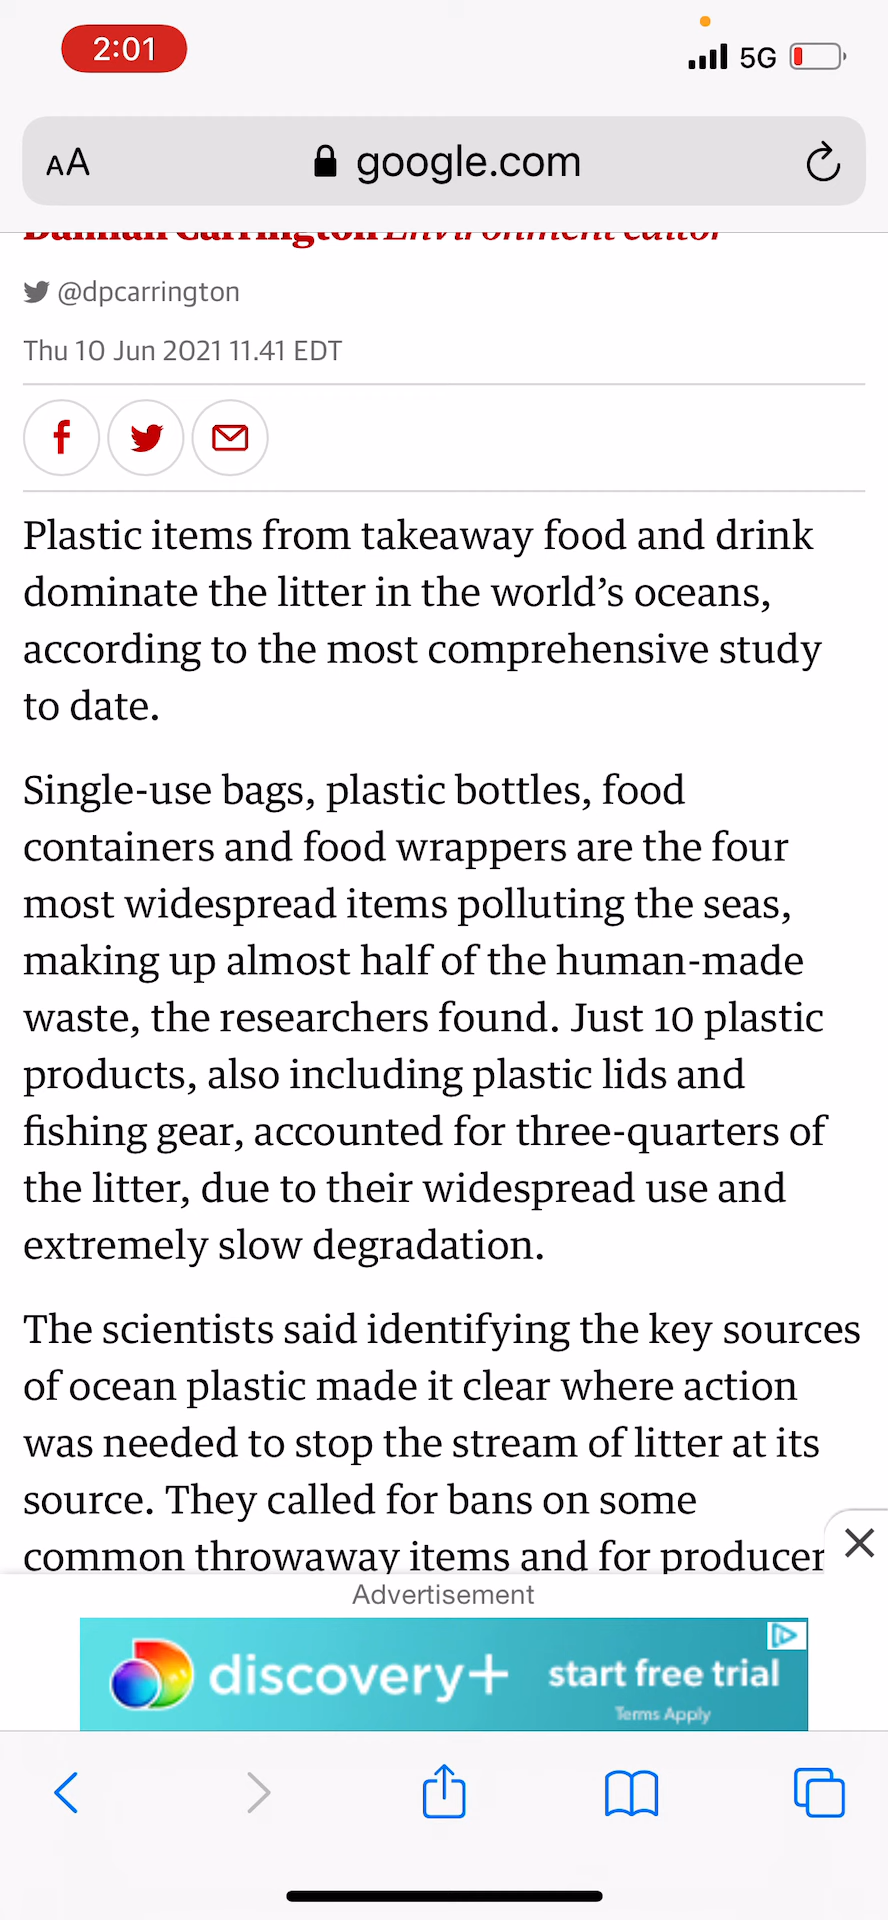 2:01
5G
AA google.com
Damian Carrington Environment editor
@dpcarrington
Thu 10 Jun 2021 11.41 EDT
Plastic items from takeaway food and drink
dominate the litter in the world’s oceans,
according to the most comprehensive study
to date.
Single-use bags, plastic bottles, food
containers and food wrappers are the four
most widespread items polluting the seas,
making up almost half of the human-made
waste, the researchers found. Just 10 plastic
products, also including plastic lids and
fishing gear, accounted for three-quarters of
the litter, due to their widespread use and
extremely slow degradation.
The scientists said identifying the key sources
of ocean plastic made it clear where action
was needed to stop the stream of litter at its
source. They called for bans on some
common throwaway items and for producer
Advertisement
discovery+ start free trial
Terms Apply